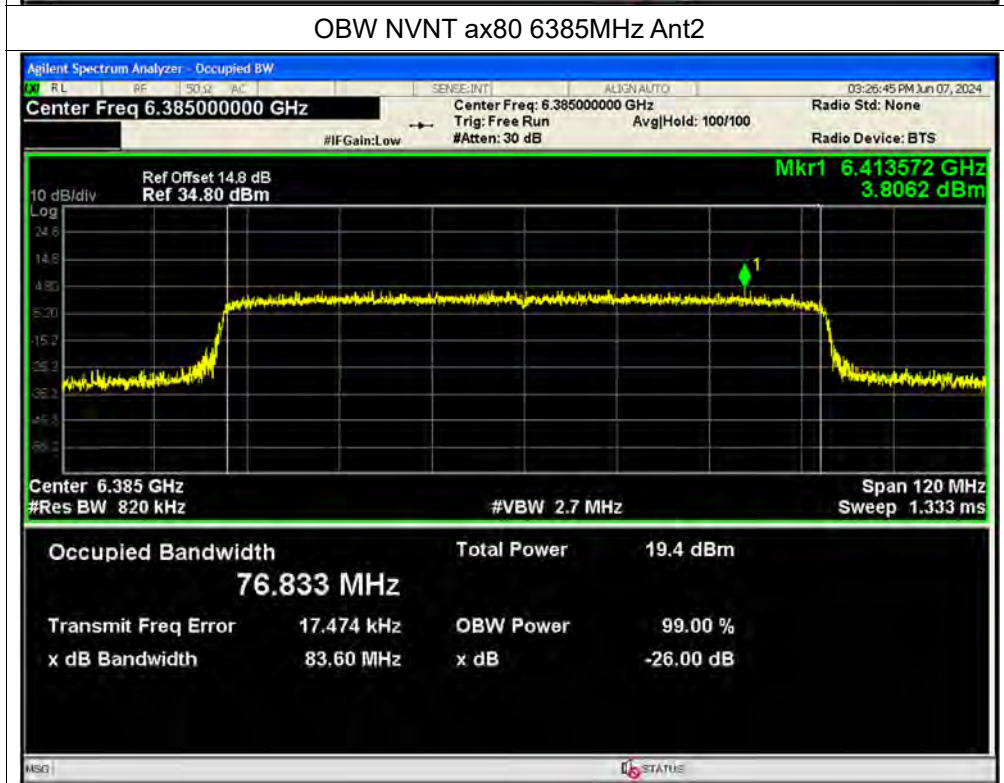 OBW NVNT ax80 6385MHz Ant2
Agilent Spectrum Analyzer - Occupied BW
RL RF 50 Ω AC SENSE:INT ALIGN AUTO 03:26:45 PM Jun 07, 2024
Center Freq 6.385000000 GHz Center Freq: 6.385000000 GHz Radio Std: None
Trig: Free Run Avg|Hold: 100/100
#IFGain:Low #Atten: 30 dB Radio Device: BTS
Mkr1 6.413572 GHz
3.8062 dBm
Ref Offset 14.8 dB
10 dB/div Ref 34.80 dBm
Log
24.8
14.8
4.80
-5.20
-15.2
-25.2
-35.2
-45.2
-55.2
1
Center 6.385 GHz Span 120 MHz
#Res BW 820 kHz #VBW 2.7 MHz Sweep 1.333 ms
Occupied Bandwidth Total Power 19.4 dBm
76.833 MHz
Transmit Freq Error 17.474 kHz OBW Power 99.00 %
x dB Bandwidth 83.60 MHz x dB -26.00 dB
MSG STATUS